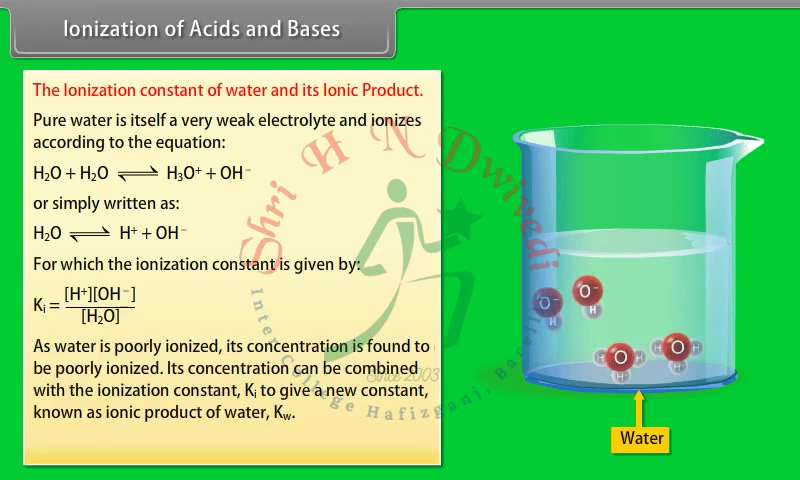 Ionization of Acids and Bases
The Ionization constant of water and its Ionic Product.
Pure water is itself a very weak electrolyte and ionizes
according to the equation:
H₂O + H₂O ⇌ H₃O⁺ + OH⁻
or simply written as:
H₂O ⇌ H⁺ + OH⁻
For which the ionization constant is given by:
Kᵢ = [H⁺][OH⁻] / [H₂O]
As water is poorly ionized, its concentration is found to
be poorly ionized. Its concentration can be combined
with the ionization constant, Kᵢ to give a new constant,
known as ionic product of water, K𝗐.
Shri H N Dwivedi
Inter College Hafizganj, Bareilly
Since 2003
O⁻ H
O⁻ H
H O H H
H O H H
Water